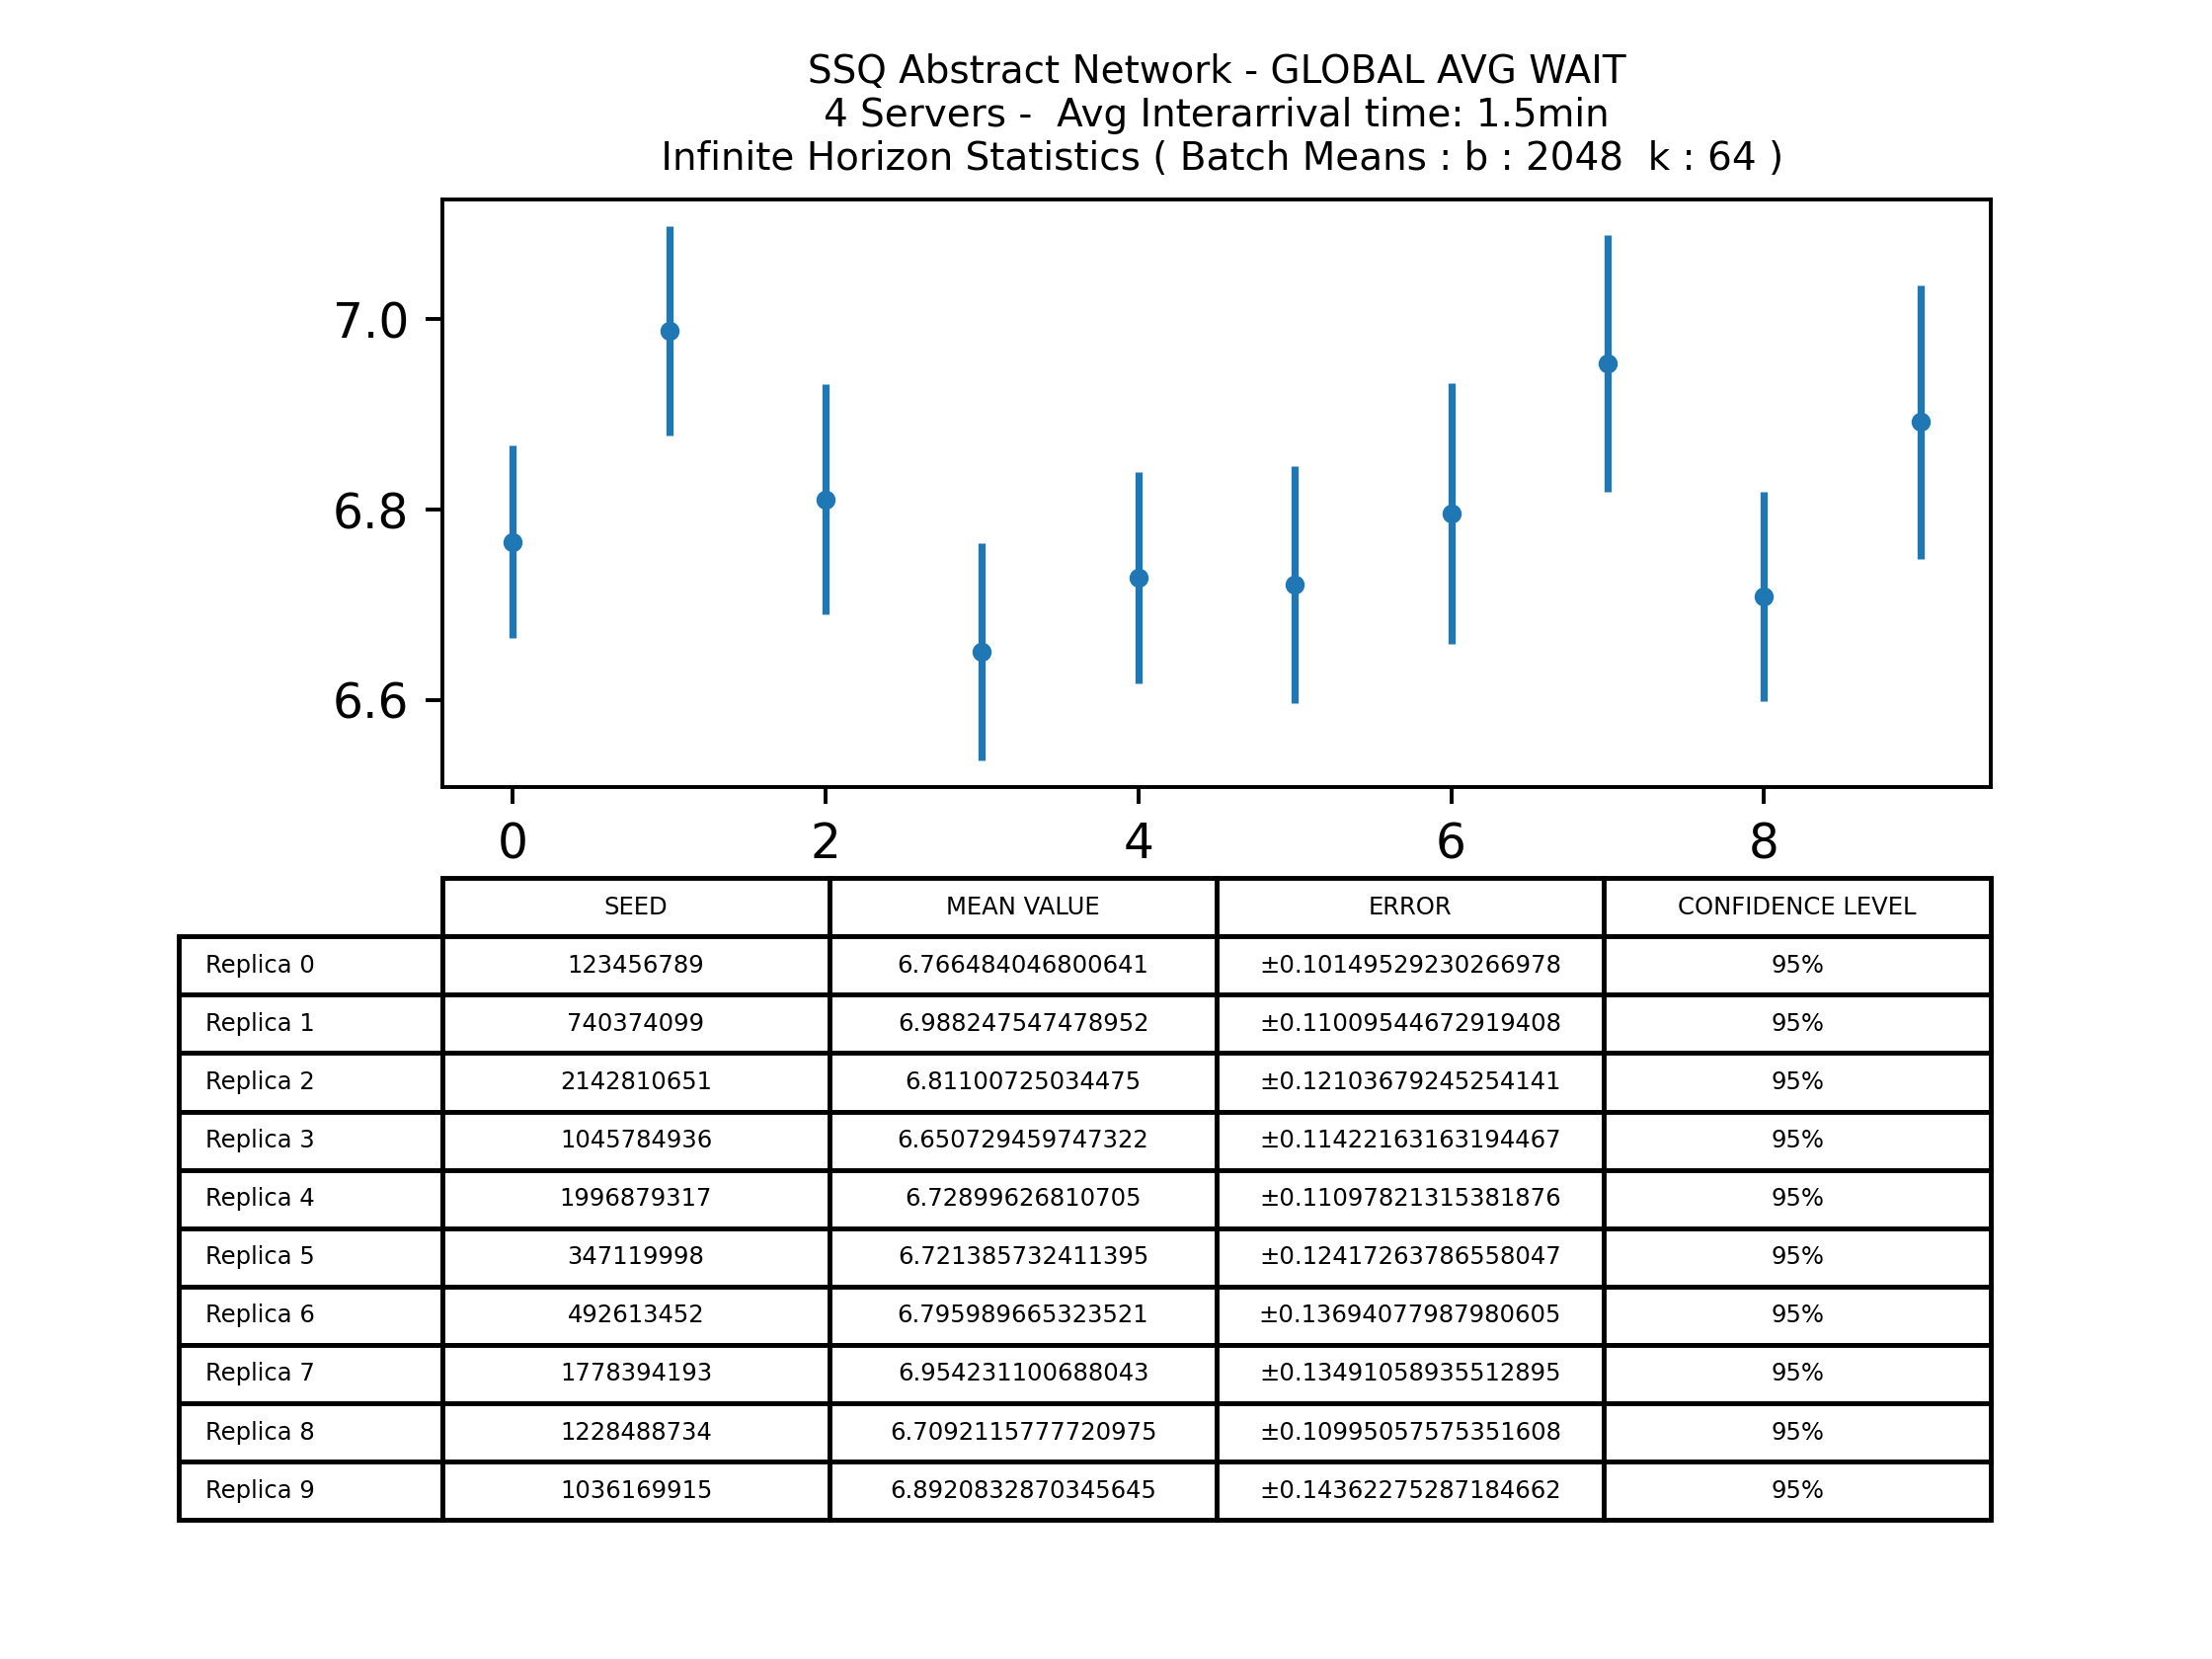 SSQ Abstract Network - GLOBAL AVG WAIT
4 Servers -  Avg Interarrival time: 1.5min
Infinite Horizon Statistics ( Batch Means : b : 2048  k : 64 )
7.0
6.8
6.6
0 2 4 6 8
SEED MEAN VALUE ERROR CONFIDENCE LEVEL
Replica 0 123456789 6.766484046800641 ±0.10149529230266978 95%
Replica 1 740374099 6.988247547478952 ±0.11009544672919408 95%
Replica 2 2142810651 6.81100725034475 ±0.12103679245254141 95%
Replica 3 1045784936 6.650729459747322 ±0.11422163163194467 95%
Replica 4 1996879317 6.72899626810705 ±0.11097821315381876 95%
Replica 5 347119998 6.721385732411395 ±0.12417263786558047 95%
Replica 6 492613452 6.795989665323521 ±0.13694077987980605 95%
Replica 7 1778394193 6.954231100688043 ±0.13491058935512895 95%
Replica 8 1228488734 6.7092115777720975 ±0.10995057575351608 95%
Replica 9 1036169915 6.8920832870345645 ±0.14362275287184662 95%